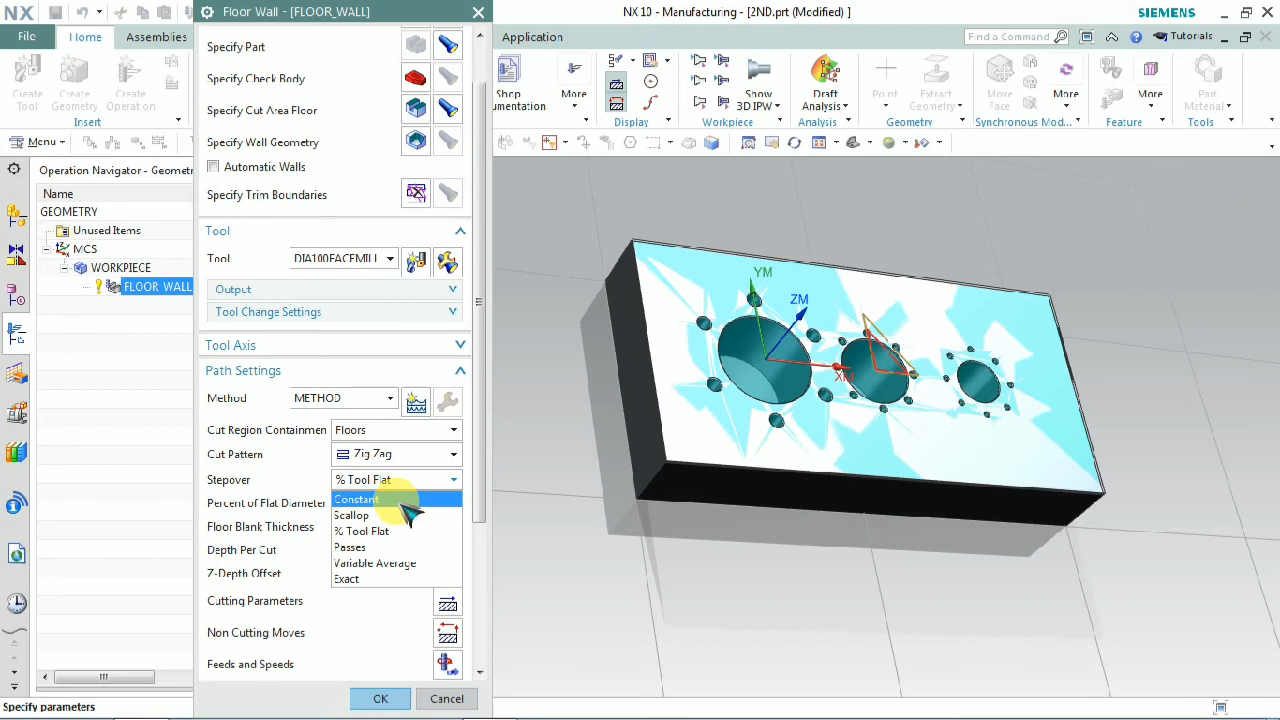 NX
Floor Wall - [FLOOR_WALL]
NX 10 - Manufacturing - [2ND.prt (Modified) ]
SIEMENS
File
Home
Assemblies
Application
Find a Command
Tutorials
Create
Tool
Create
Geometry
Create
Operation
Insert
Shop
umentation
More
Display
Show
3D IPW
Workpiece
Draft
Analysis
Analysis
Point
Extract
Geometry
Geometry
More
Face
More
Synchronous Mod...
More
Feature
Part
Material
Tools
Menu
Operation Navigator - Geometr
Name
GEOMETRY
Unused Items
MCS
WORKPIECE
FLOOR_WALL
Specify Part
Specify Check Body
Specify Cut Area Floor
Specify Wall Geometry
Automatic Walls
Specify Trim Boundaries
Tool
Tool
DIA100FACEMILL
Output
Tool Change Settings
Tool Axis
Path Settings
Method
METHOD
Cut Region Containmen
Floors
Cut Pattern
Zig Zag
Stepover
% Tool Flat
Percent of Flat Diameter
Constant
Scallop
% Tool Flat
Passes
Variable Average
Exact
Floor Blank Thickness
Depth Per Cut
Z-Depth Offset
Cutting Parameters
Non Cutting Moves
Feeds and Speeds
OK
Cancel
YM
ZM
XM
Specify parameters